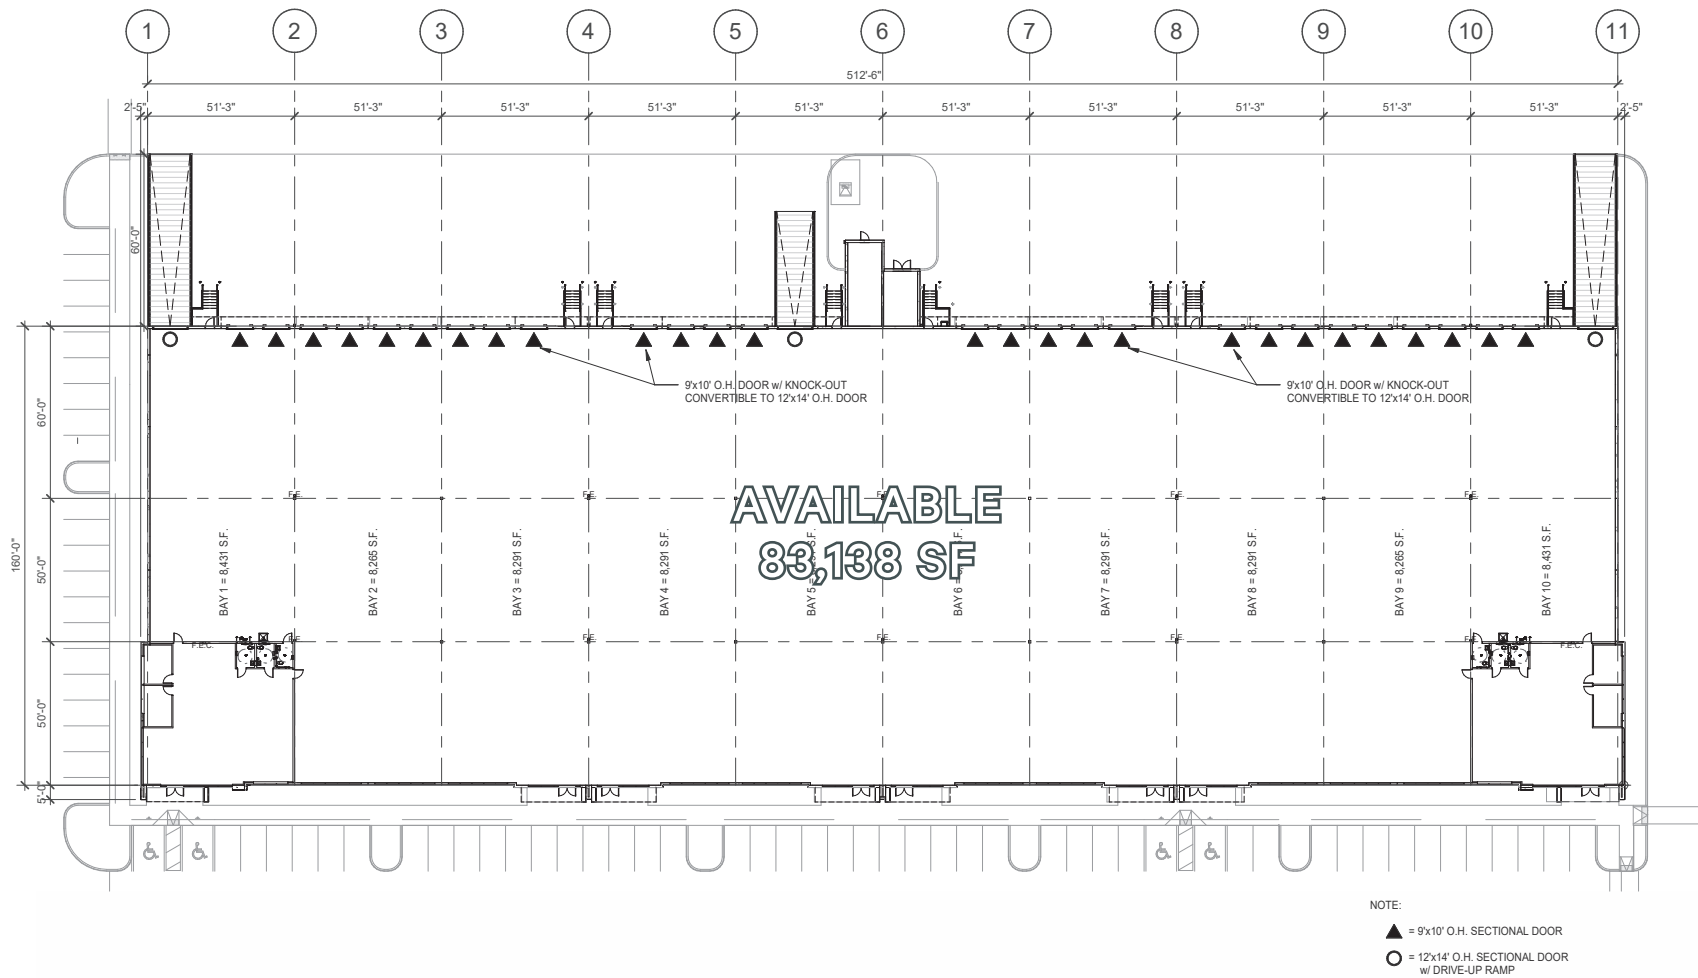 1 2 3 4 5 6 7 8 9 10 11
512'-6"
2'-5" 51'-3" 51'-3" 51'-3" 51'-3" 51'-3" 51'-3" 51'-3" 51'-3" 51'-3" 51'-3" 2'-5"
60'-0"
9'x10' O.H. DOOR w/ KNOCK-OUT
CONVERTIBLE TO 12'x14' O.H. DOOR
9'x10' O.H. DOOR w/ KNOCK-OUT
CONVERTIBLE TO 12'x14' O.H. DOOR
160'-0"
60'-0"
50'-0"
50'-0"
5'-0"
F.E. F.E. F.E. F.E. F.E.
AVAILABLE
83,138 SF
BAY 1 = 8,431 S.F.
BAY 2 = 8,265 S.F.
BAY 3 = 8,291 S.F.
BAY 4 = 8,291 S.F.
BAY 5 = S.F.
BAY 6 = S.F.
BAY 7 = 8,291 S.F.
BAY 8 = 8,291 S.F.
BAY 9 = 8,265 S.F.
BAY 10 = 8,431 S.F.
F.E. F.E. F.E. F.E. F.E.
F.E.C. F.E.C.
NOTE:
= 9'x10' O.H. SECTIONAL DOOR
= 12'x14' O.H. SECTIONAL DOOR
w/ DRIVE-UP RAMP